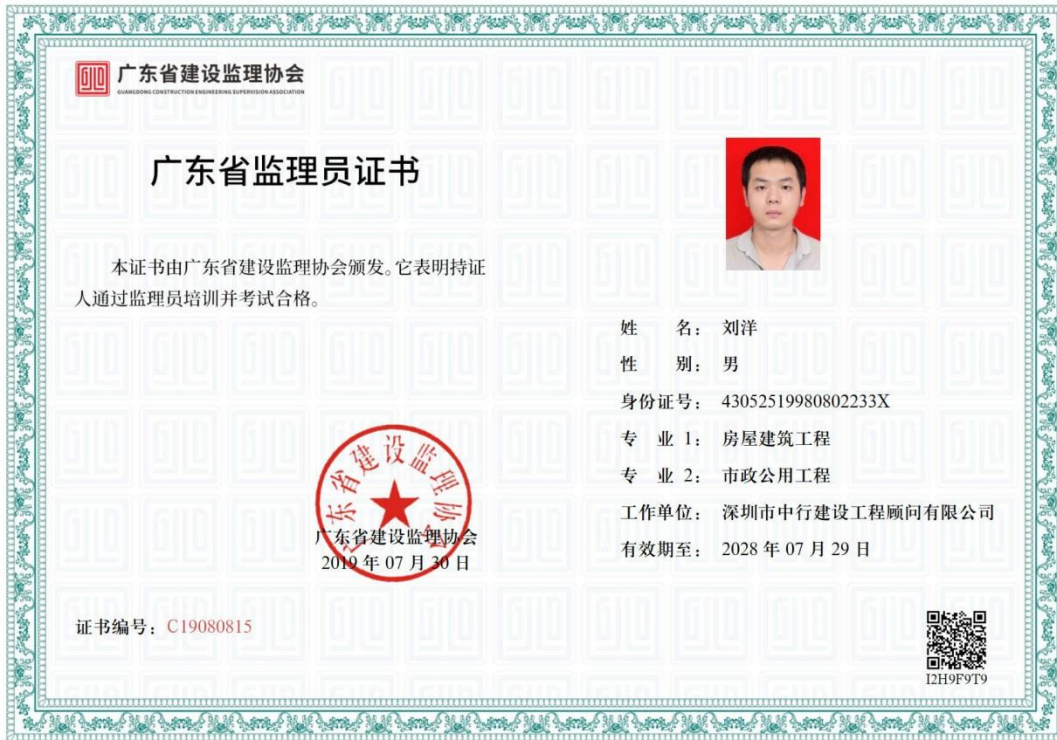 广东省建设监理协会
GUANGDONG CONSTRUCTION ENGINEERING SUPERVISION ASSOCIATION
广东省监理员证书
本证书由广东省建设监理协会颁发。它表明持证
人通过监理员培训并考试合格。
姓 名: 刘洋
性 别: 男
身份证号: 43052519980802233X
专 业 1: 房屋建筑工程
专 业 2: 市政公用工程
工作单位: 深圳市中行建设工程顾问有限公司
有效期至: 2028 年 07 月 29 日
广东省建设监理协会
广东省建设监理协会
2019 年 07 月 30 日
证书编号: C19080815
I2H9F9T9